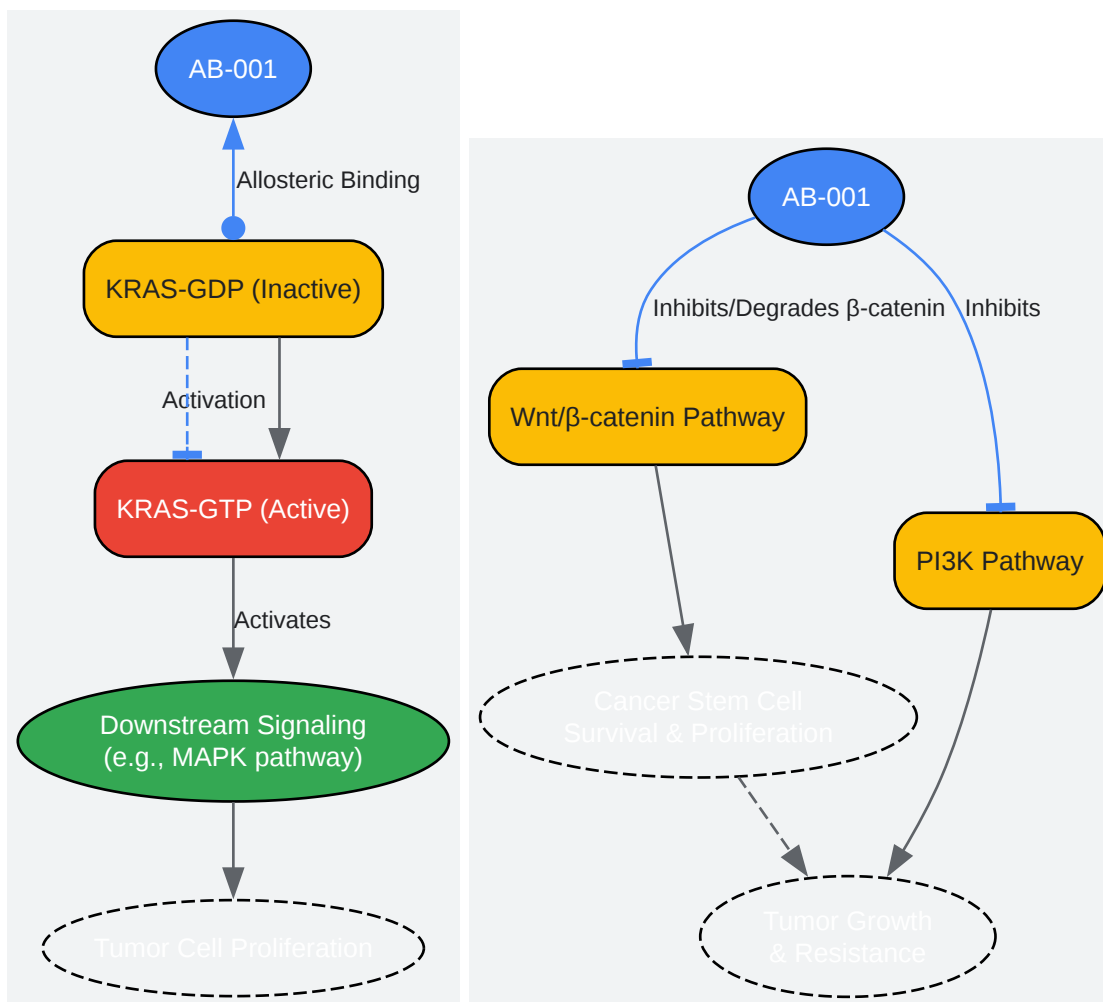 AB-001
Allosteric Binding
KRAS-GDP (Inactive)
Activation
KRAS-GTP (Active)
Activates
Downstream Signaling
(e.g., MAPK pathway)
Tumor Cell Proliferation
AB-001
Inhibits/Degrades β-catenin
Inhibits
Wnt/β-catenin Pathway
PI3K Pathway
Cancer Stem Cell
Survival & Proliferation
Tumor Growth
& Resistance